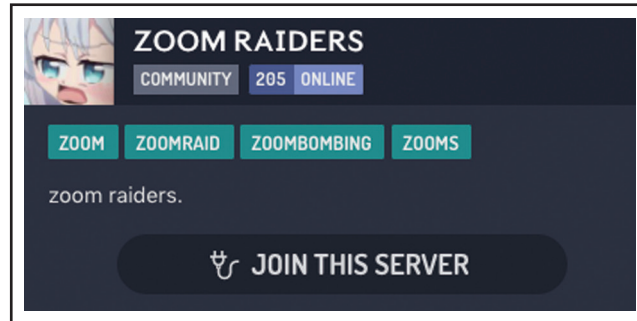 ZOOM RAIDERS
COMMUNITY 205 ONLINE
ZOOM ZOOMRAID ZOOMBOMBING ZOOMS
zoom raiders.
JOIN THIS SERVER